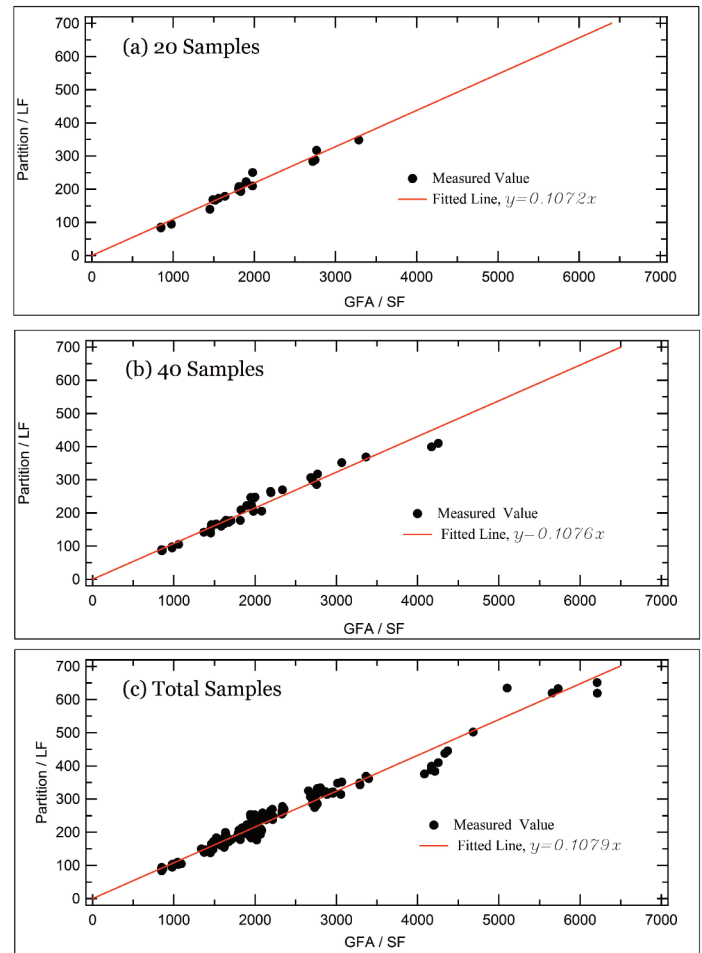 (a) 20 Samples
700
600
500
400
300
200
100
0
Partition / LF
Measured Value
Fitted Line, y=0.1072x
0 1000 2000 3000 4000 5000 6000 7000
GFA / SF
(b) 40 Samples
700
600
500
400
300
200
100
0
Partition / LF
Measured Value
Fitted Line, y−0.1076x
0 1000 2000 3000 4000 5000 6000 7000
GFA / SF
(c) Total Samples
700
600
500
400
300
200
100
0
Partition / LF
Measured Value
Fitted Line, y=0.1079x
0 1000 2000 3000 4000 5000 6000 7000
GFA / SF